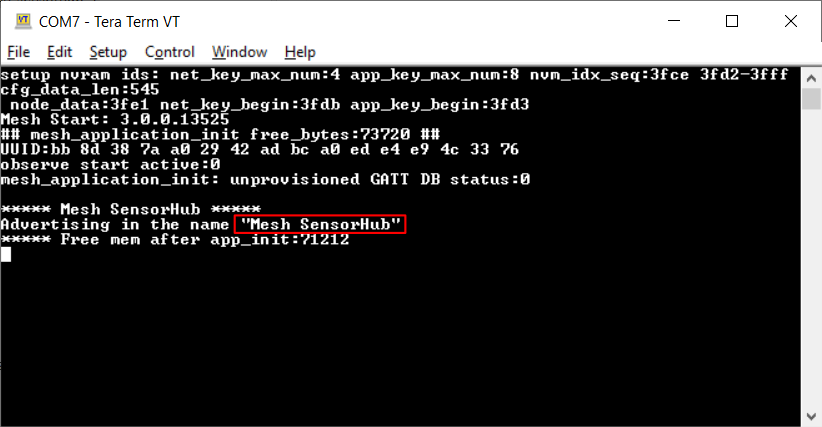 COM7 - Tera Term VT
File Edit Setup Control Window Help
setup nvram ids: net_key_max_num:4 app_key_max_num:8 nvm_idx_seq:3fce 3fd2-3fff
cfg_data_len:545
node_data:3fe1 net_key_begin:3fdb app_key_begin:3fd3
Mesh Start: 3.0.0.13525
## mesh_application_init free_bytes:73720 ##
UUID:bb 8d 38 7a a0 29 42 ad bc a0 ed e4 e9 4c 33 76
observe start active:0
mesh_application_init: unprovisioned GATT DB status:0
***** Mesh SensorHub *****
Advertising in the name "Mesh SensorHub"
***** Free mem after app_init:71212